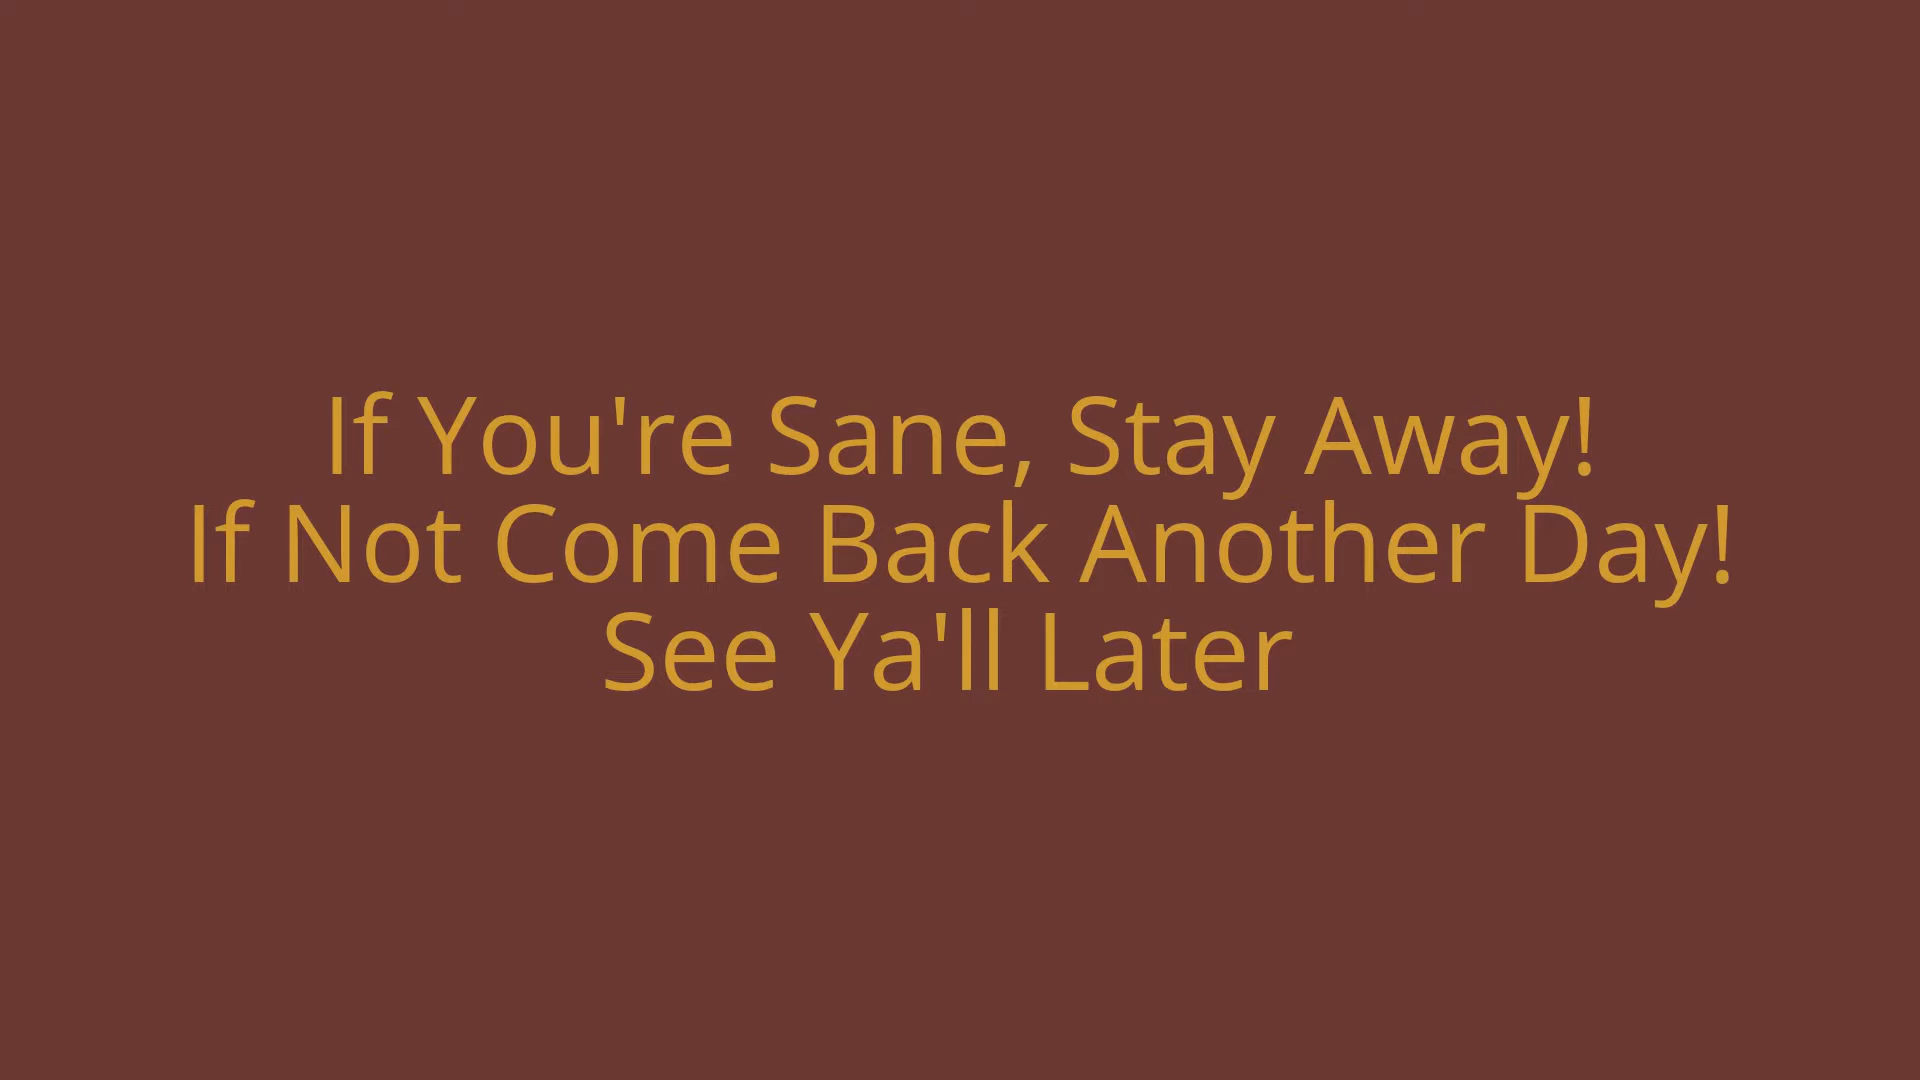 If You're Sane, Stay Away!
If Not Come Back Another Day!
See Ya'll Later